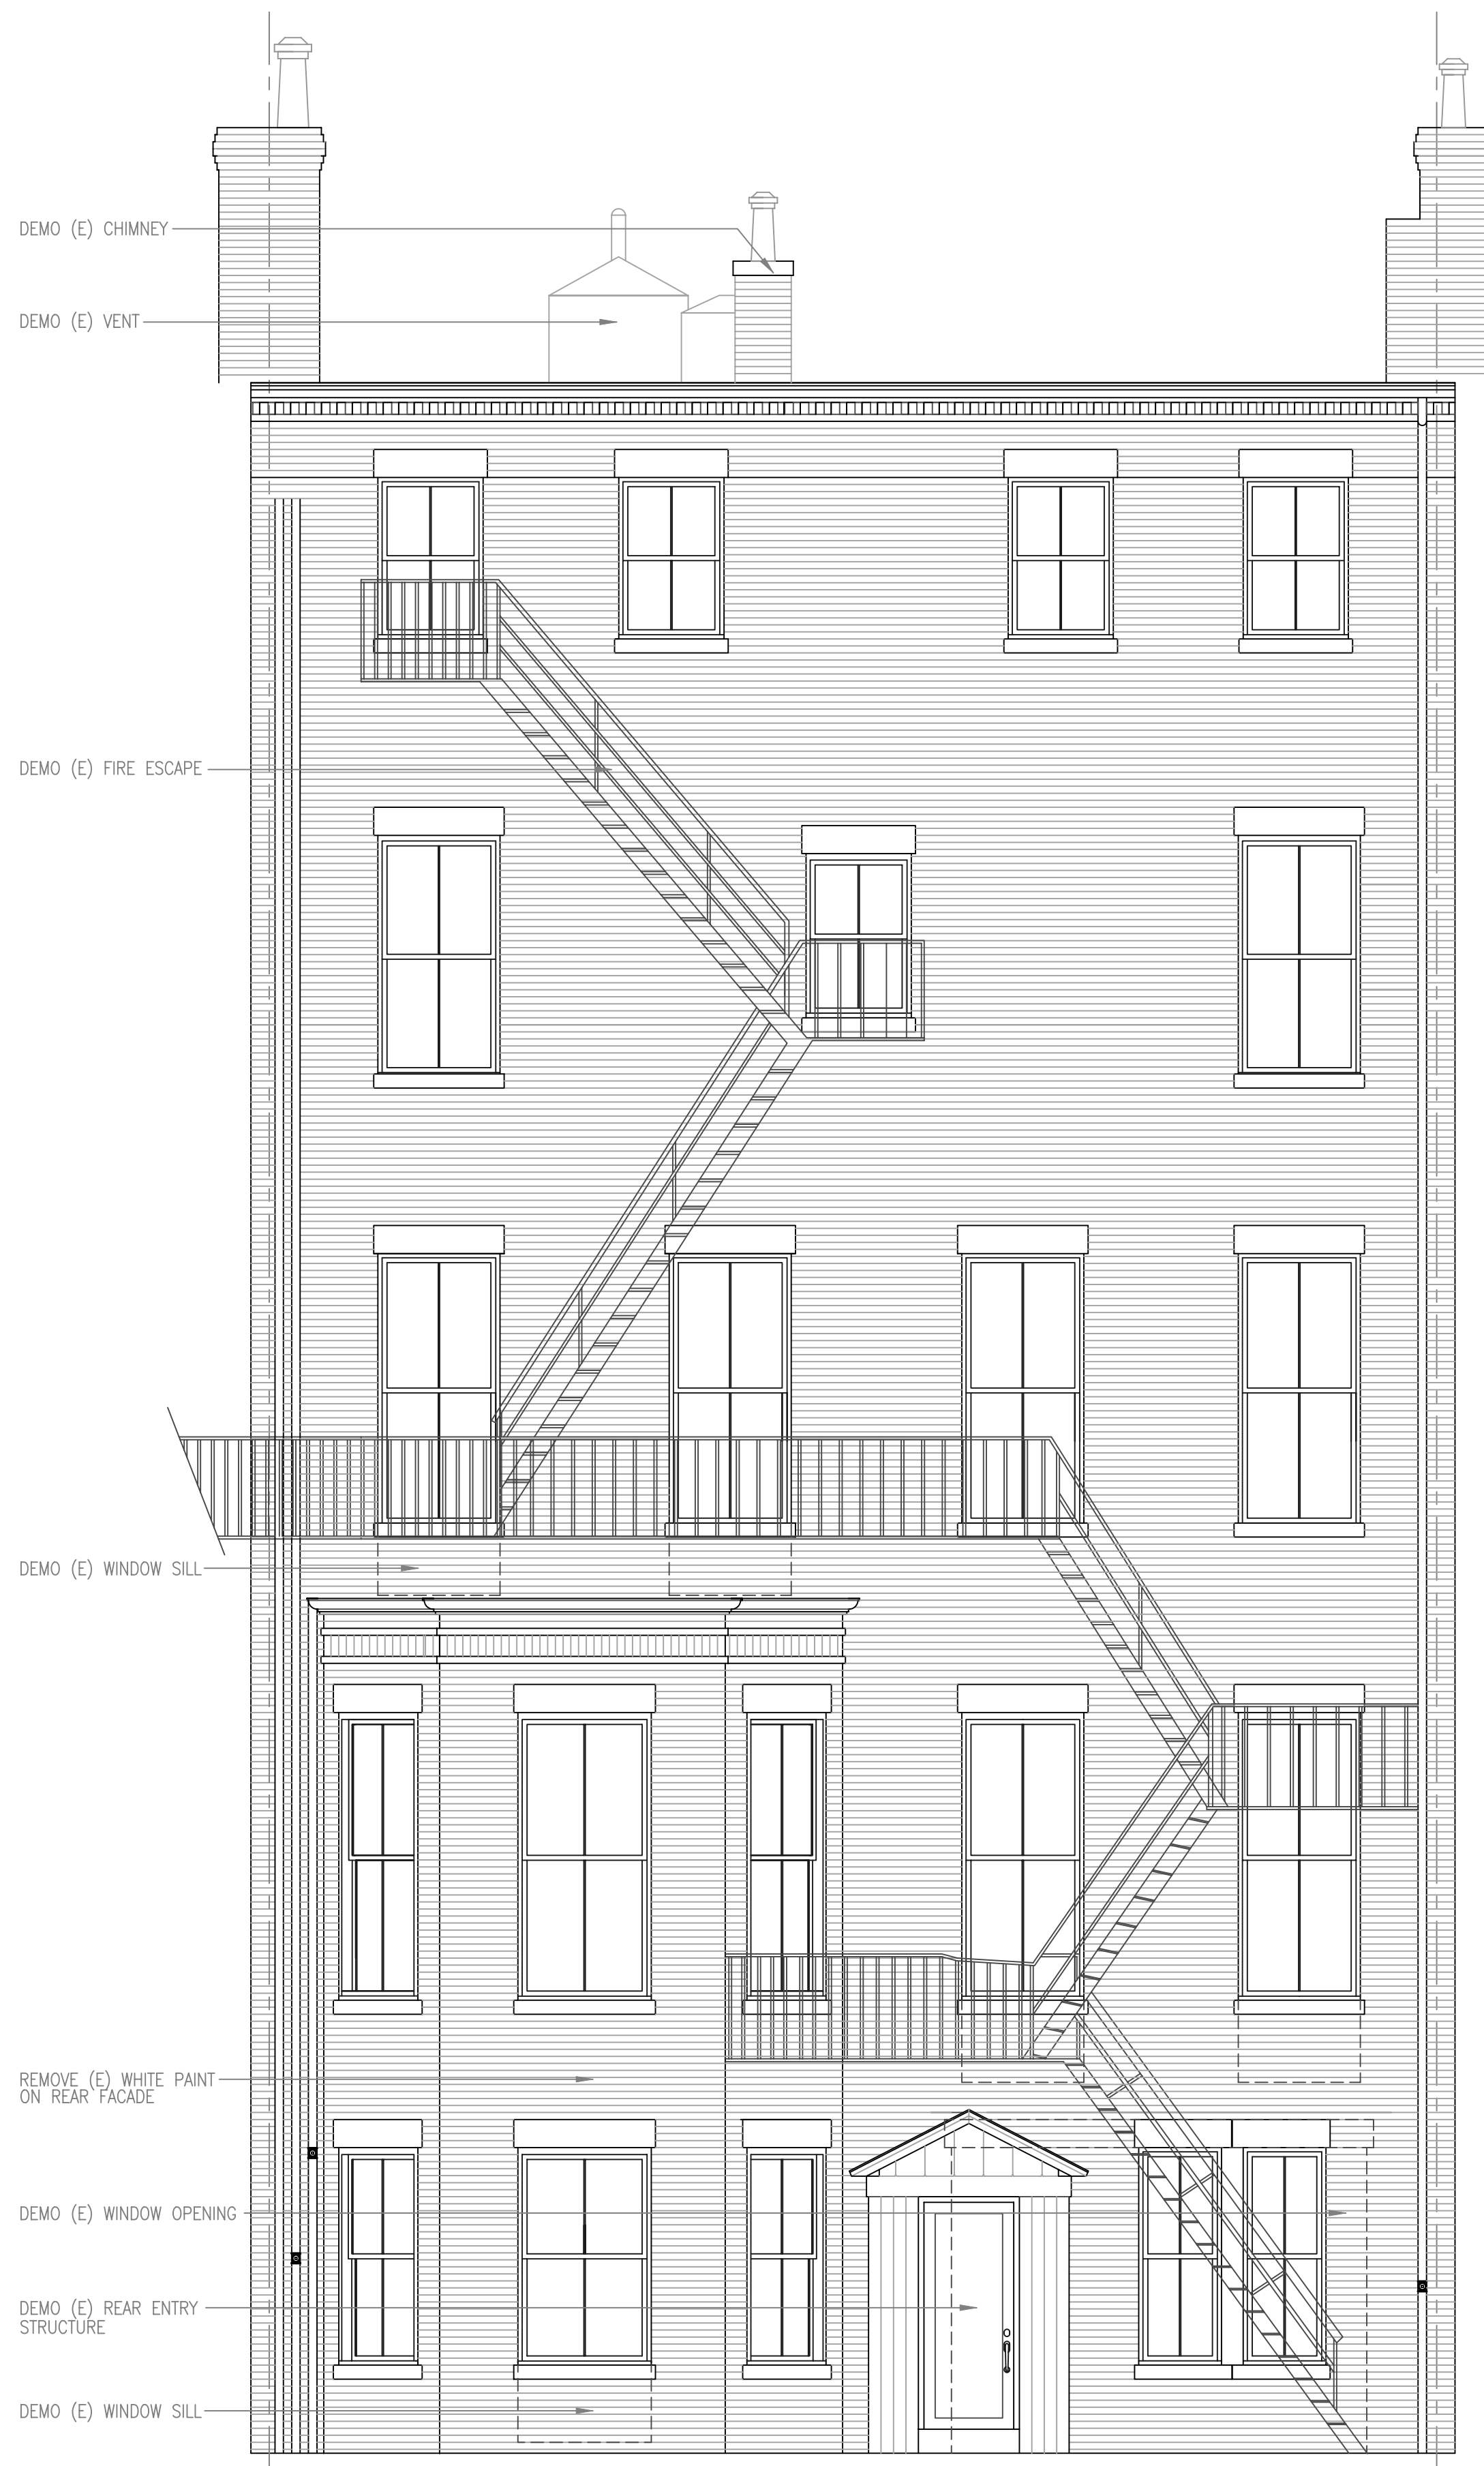 DEMO (E) CHIMNEY
DEMO (E) VENT
DEMO (E) FIRE ESCAPE
DEMO (E) WINDOW SILL
REMOVE (E) WHITE PAINT
ON REAR FACADE
DEMO (E) WINDOW OPENING
DEMO (E) REAR ENTRY
STRUCTURE
DEMO (E) WINDOW SILL